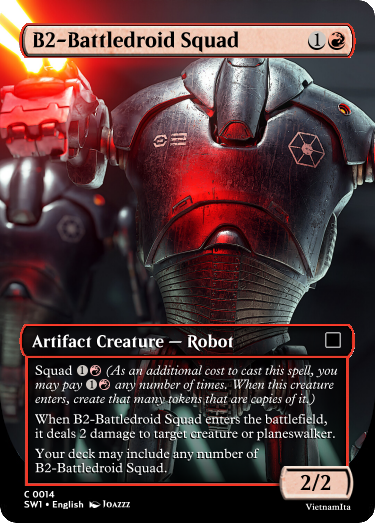 B2-Battledroid Squad 1
Artifact Creature — Robot
Squad 1 (As an additional cost to cast this spell, you
may pay 1 any number of times. When this creature
enters, create that many tokens that are copies of it.)
When B2-Battledroid Squad enters the battlefield,
it deals 2 damage to target creature or planeswalker.
Your deck may include any number of
B2-Battledroid Squad.
2/2
C 0014
SW1 • English JOAZZZ
VietnamIta